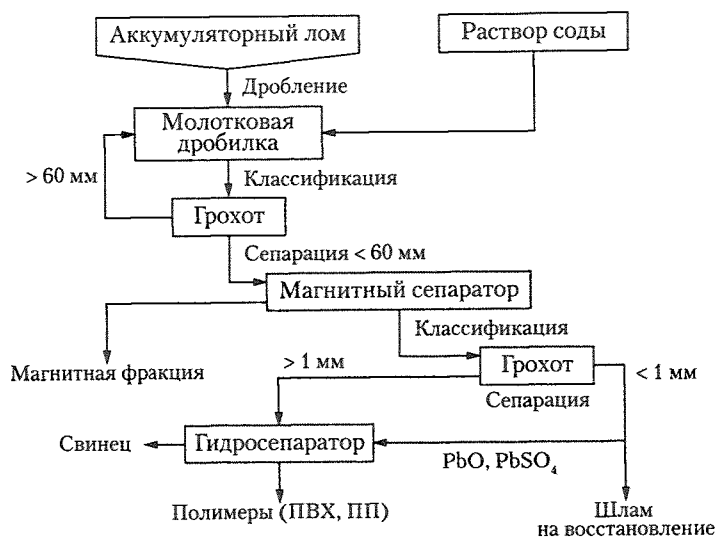 Аккумуляторный лом
Раствор соды
Дробление
Молотковая
дробилка
> 60 мм
Классификация
Грохот
Сепарация < 60 мм
Магнитный сепаратор
Классификация
Магнитная фракция
> 1 мм
Грохот
< 1 мм
Сепарация
Свинец
Гидросепаратор
PbO, PbSO₄
Полимеры (ПВХ, ПП)
Шлам
на восстановление